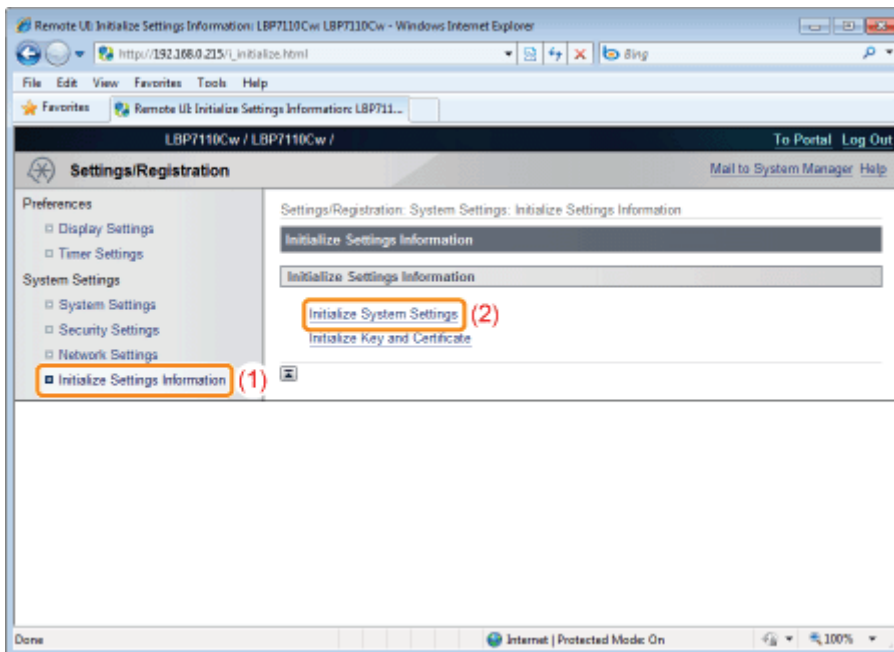 Remote UI: Initialize Settings Information: LBP7110Cw: LBP7110Cw - Windows Internet Explorer
http://192.168.0.215/i_initialize.html
Bing
File Edit View Favorites Tools Help
Favorites Remote UI: Initialize Settings Information: LBP711...
LBP7110Cw / LBP7110Cw /
To Portal Log Out
Settings/Registration
Mail to System Manager Help
Preferences
Display Settings
Timer Settings
System Settings
System Settings
Security Settings
Network Settings
Initialize Settings Information (1)
Settings/Registration: System Settings: Initialize Settings Information
Initialize Settings Information
Initialize Settings Information
Initialize System Settings (2)
Initialize Key and Certificate
Done
Internet | Protected Mode: On
100%